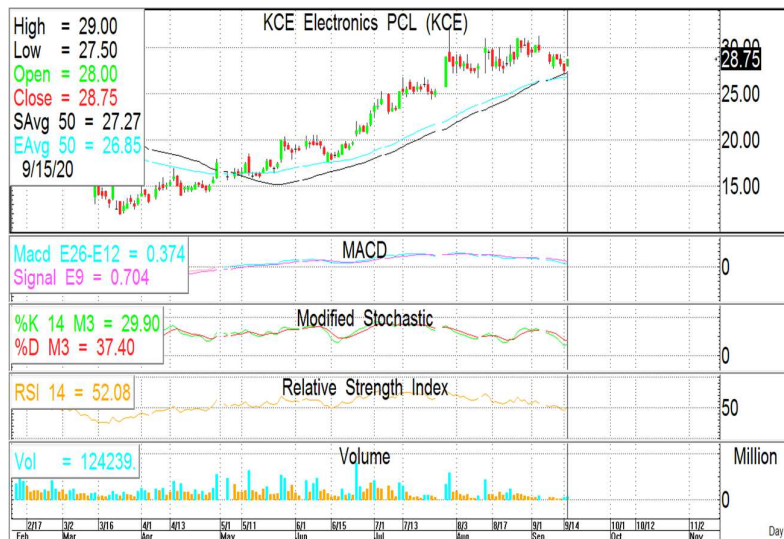 KCE Electronics PCL (KCE)
High = 29.00
Low = 27.50
Open = 28.00
Close = 28.75
SAvg 50 = 27.27
EAvg 50 = 26.85
9/15/20
30.00
28.75
25.00
20.00
15.00
MACD
Macd E26-E12 = 0.374
Signal E9 = 0.704
0
Modified Stochastic
%K 14 M3 = 29.90
%D M3 = 37.40
0
Relative Strength Index
RSI 14 = 52.08
50
Volume
Million
Vol = 124239.
0
2/17 3/2 3/16 4/1 4/13 5/1 5/11 6/1 6/15 7/1 7/13 8/3 8/17 9/1 9/14 10/1 10/12 11/2
Feb Mar Apr May Jun Jul Aug Sep Oct Nov Day